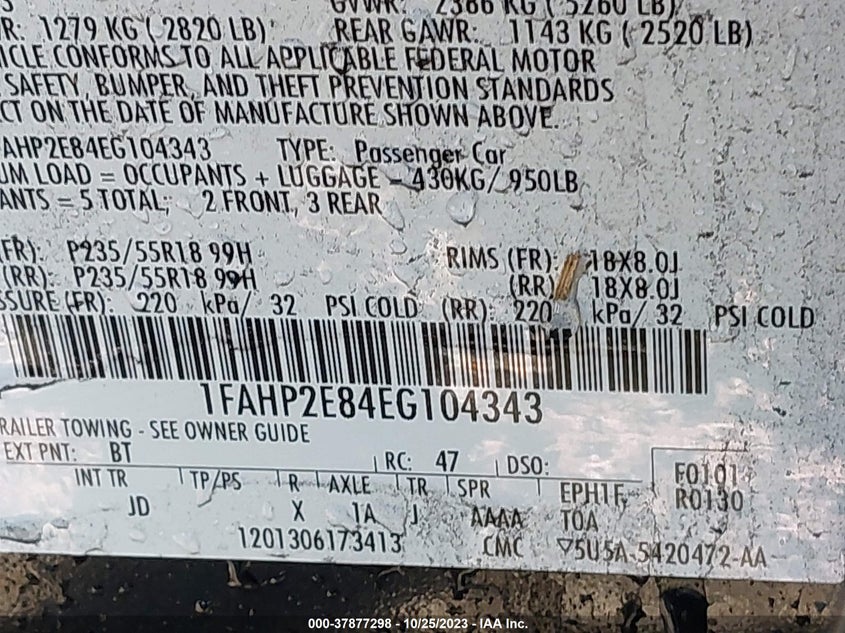 GVWR: 2386 KG ( 5260 LB)
R: 1279 KG ( 2820 LB) REAR GAWR: 1143 KG ( 2520 LB)
ICLE CONFORMS TO ALL APPLICABLE FEDERAL MOTOR
SAFETY, BUMPER, AND THEFT PREVENTION STANDARDS
CT ON THE DATE OF MANUFACTURE SHOWN ABOVE.
AHP2E84EG104343 TYPE: Passenger Car
UM LOAD = OCCUPANTS + LUGGAGE - 430KG/ 950LB
ANTS = 5 TOTAL; 2 FRONT, 3 REAR
(FR): P235/55R18 99H RIMS (FR): 18X8.0J
(RR): P235/55R18 99H (RR) 18X8.0J
SSURE (FR): 220 kPa/ 32 PSI COLD (RR): 220 kPa/ 32 PSI COLD
1FAHP2E84EG104343
RAILER TOWING - SEE OWNER GUIDE
EXT PNT: BT RC: 47 DSO: F0101
INT TR TP/PS R AXLE TR SPR EPH1F R0130
JD X 1A J AAAA TOA
1201306173413 CMC 5U5A-5420472-AA
000-37877298 - 10/25/2023 - IAA Inc.